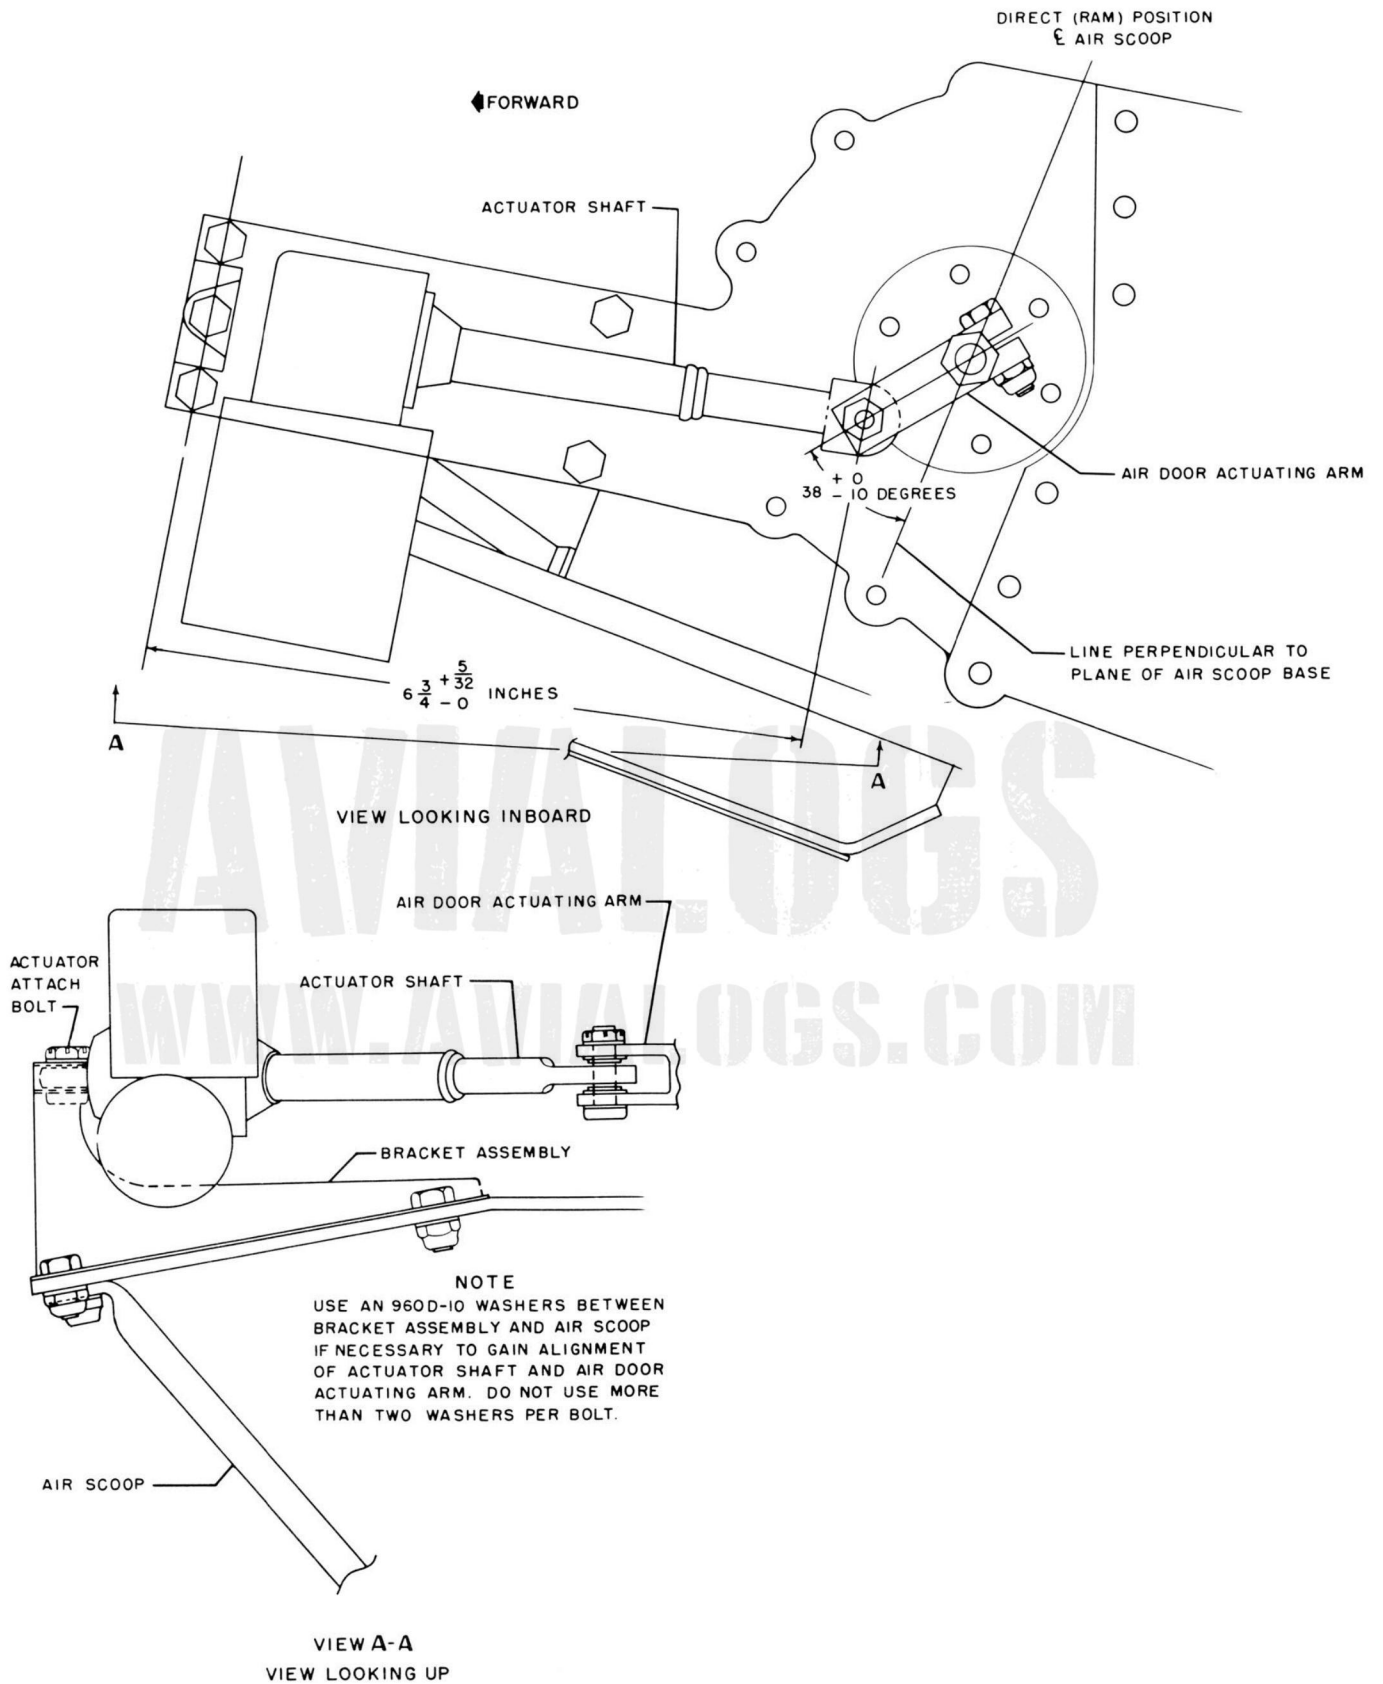 DIRECT (RAM) POSITION
℄ AIR SCOOP
FORWARD
ACTUATOR SHAFT
AIR DOOR ACTUATING ARM
38 + 0 - 10 DEGREES
LINE PERPENDICULAR TO
PLANE OF AIR SCOOP BASE
6 3/4 + 5/32 - 0 INCHES
A
A
VIEW LOOKING INBOARD
AVIALOGS
WWW.AVIALOGS.COM
AIR DOOR ACTUATING ARM
ACTUATOR
ATTACH
BOLT
ACTUATOR SHAFT
BRACKET ASSEMBLY
NOTE
USE AN 960D-10 WASHERS BETWEEN
BRACKET ASSEMBLY AND AIR SCOOP
IF NECESSARY TO GAIN ALIGNMENT
OF ACTUATOR SHAFT AND AIR DOOR
ACTUATING ARM. DO NOT USE MORE
THAN TWO WASHERS PER BOLT.
AIR SCOOP
VIEW A-A
VIEW LOOKING UP